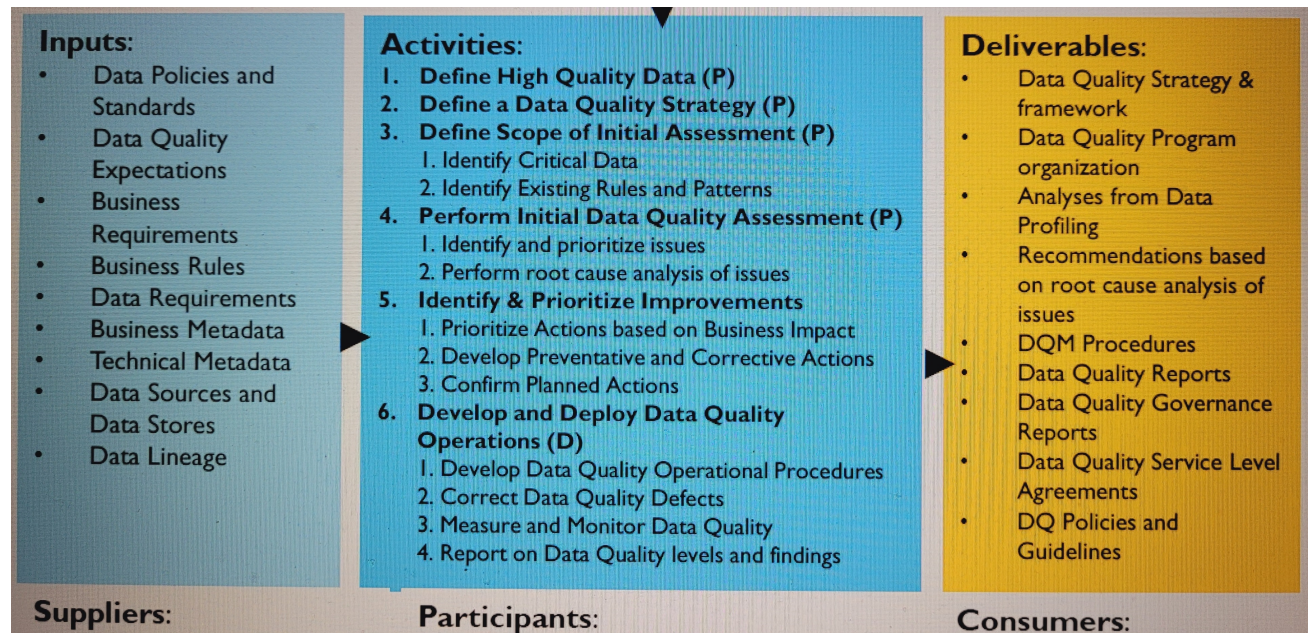 Inputs:
• Data Policies and
Standards
• Data Quality
Expectations
• Business
Requirements
• Business Rules
• Data Requirements
• Business Metadata
• Technical Metadata
• Data Sources and
Data Stores
• Data Lineage
Suppliers:
Activities:
1. Define High Quality Data (P)
2. Define a Data Quality Strategy (P)
3. Define Scope of Initial Assessment (P)
1. Identify Critical Data
2. Identify Existing Rules and Patterns
4. Perform Initial Data Quality Assessment (P)
1. Identify and prioritize issues
2. Perform root cause analysis of issues
5. Identify & Prioritize Improvements
1. Prioritize Actions based on Business Impact
2. Develop Preventative and Corrective Actions
3. Confirm Planned Actions
6. Develop and Deploy Data Quality
Operations (D)
1. Develop Data Quality Operational Procedures
2. Correct Data Quality Defects
3. Measure and Monitor Data Quality
4. Report on Data Quality levels and findings
Participants:
Deliverables:
• Data Quality Strategy &
framework
• Data Quality Program
organization
• Analyses from Data
Profiling
• Recommendations based
on root cause analysis of
issues
• DQM Procedures
• Data Quality Reports
• Data Quality Governance
Reports
• Data Quality Service Level
Agreements
• DQ Policies and
Guidelines
Consumers: